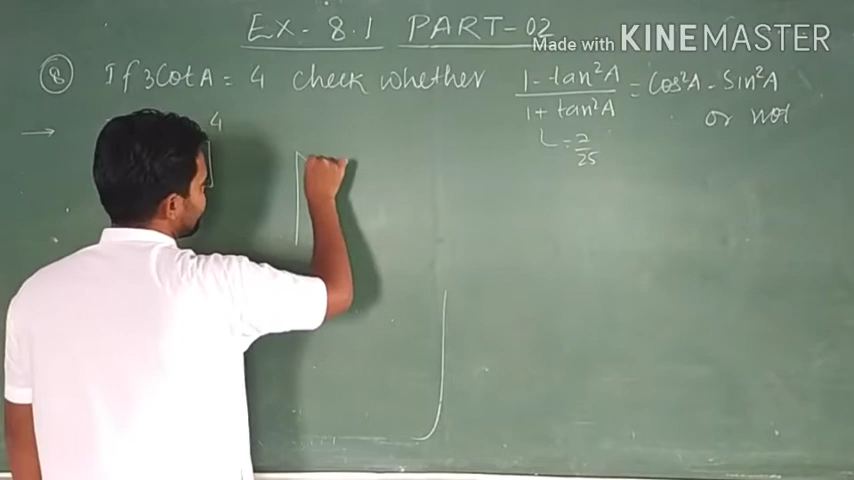 EX - 8.1 PART - 02
Made with KINEMASTER
⑧ If 3CotA = 4 check whether 1 - tan²A / 1 + tan²A = Cos²A - Sin²A
or not
→ 4
L = 7/25